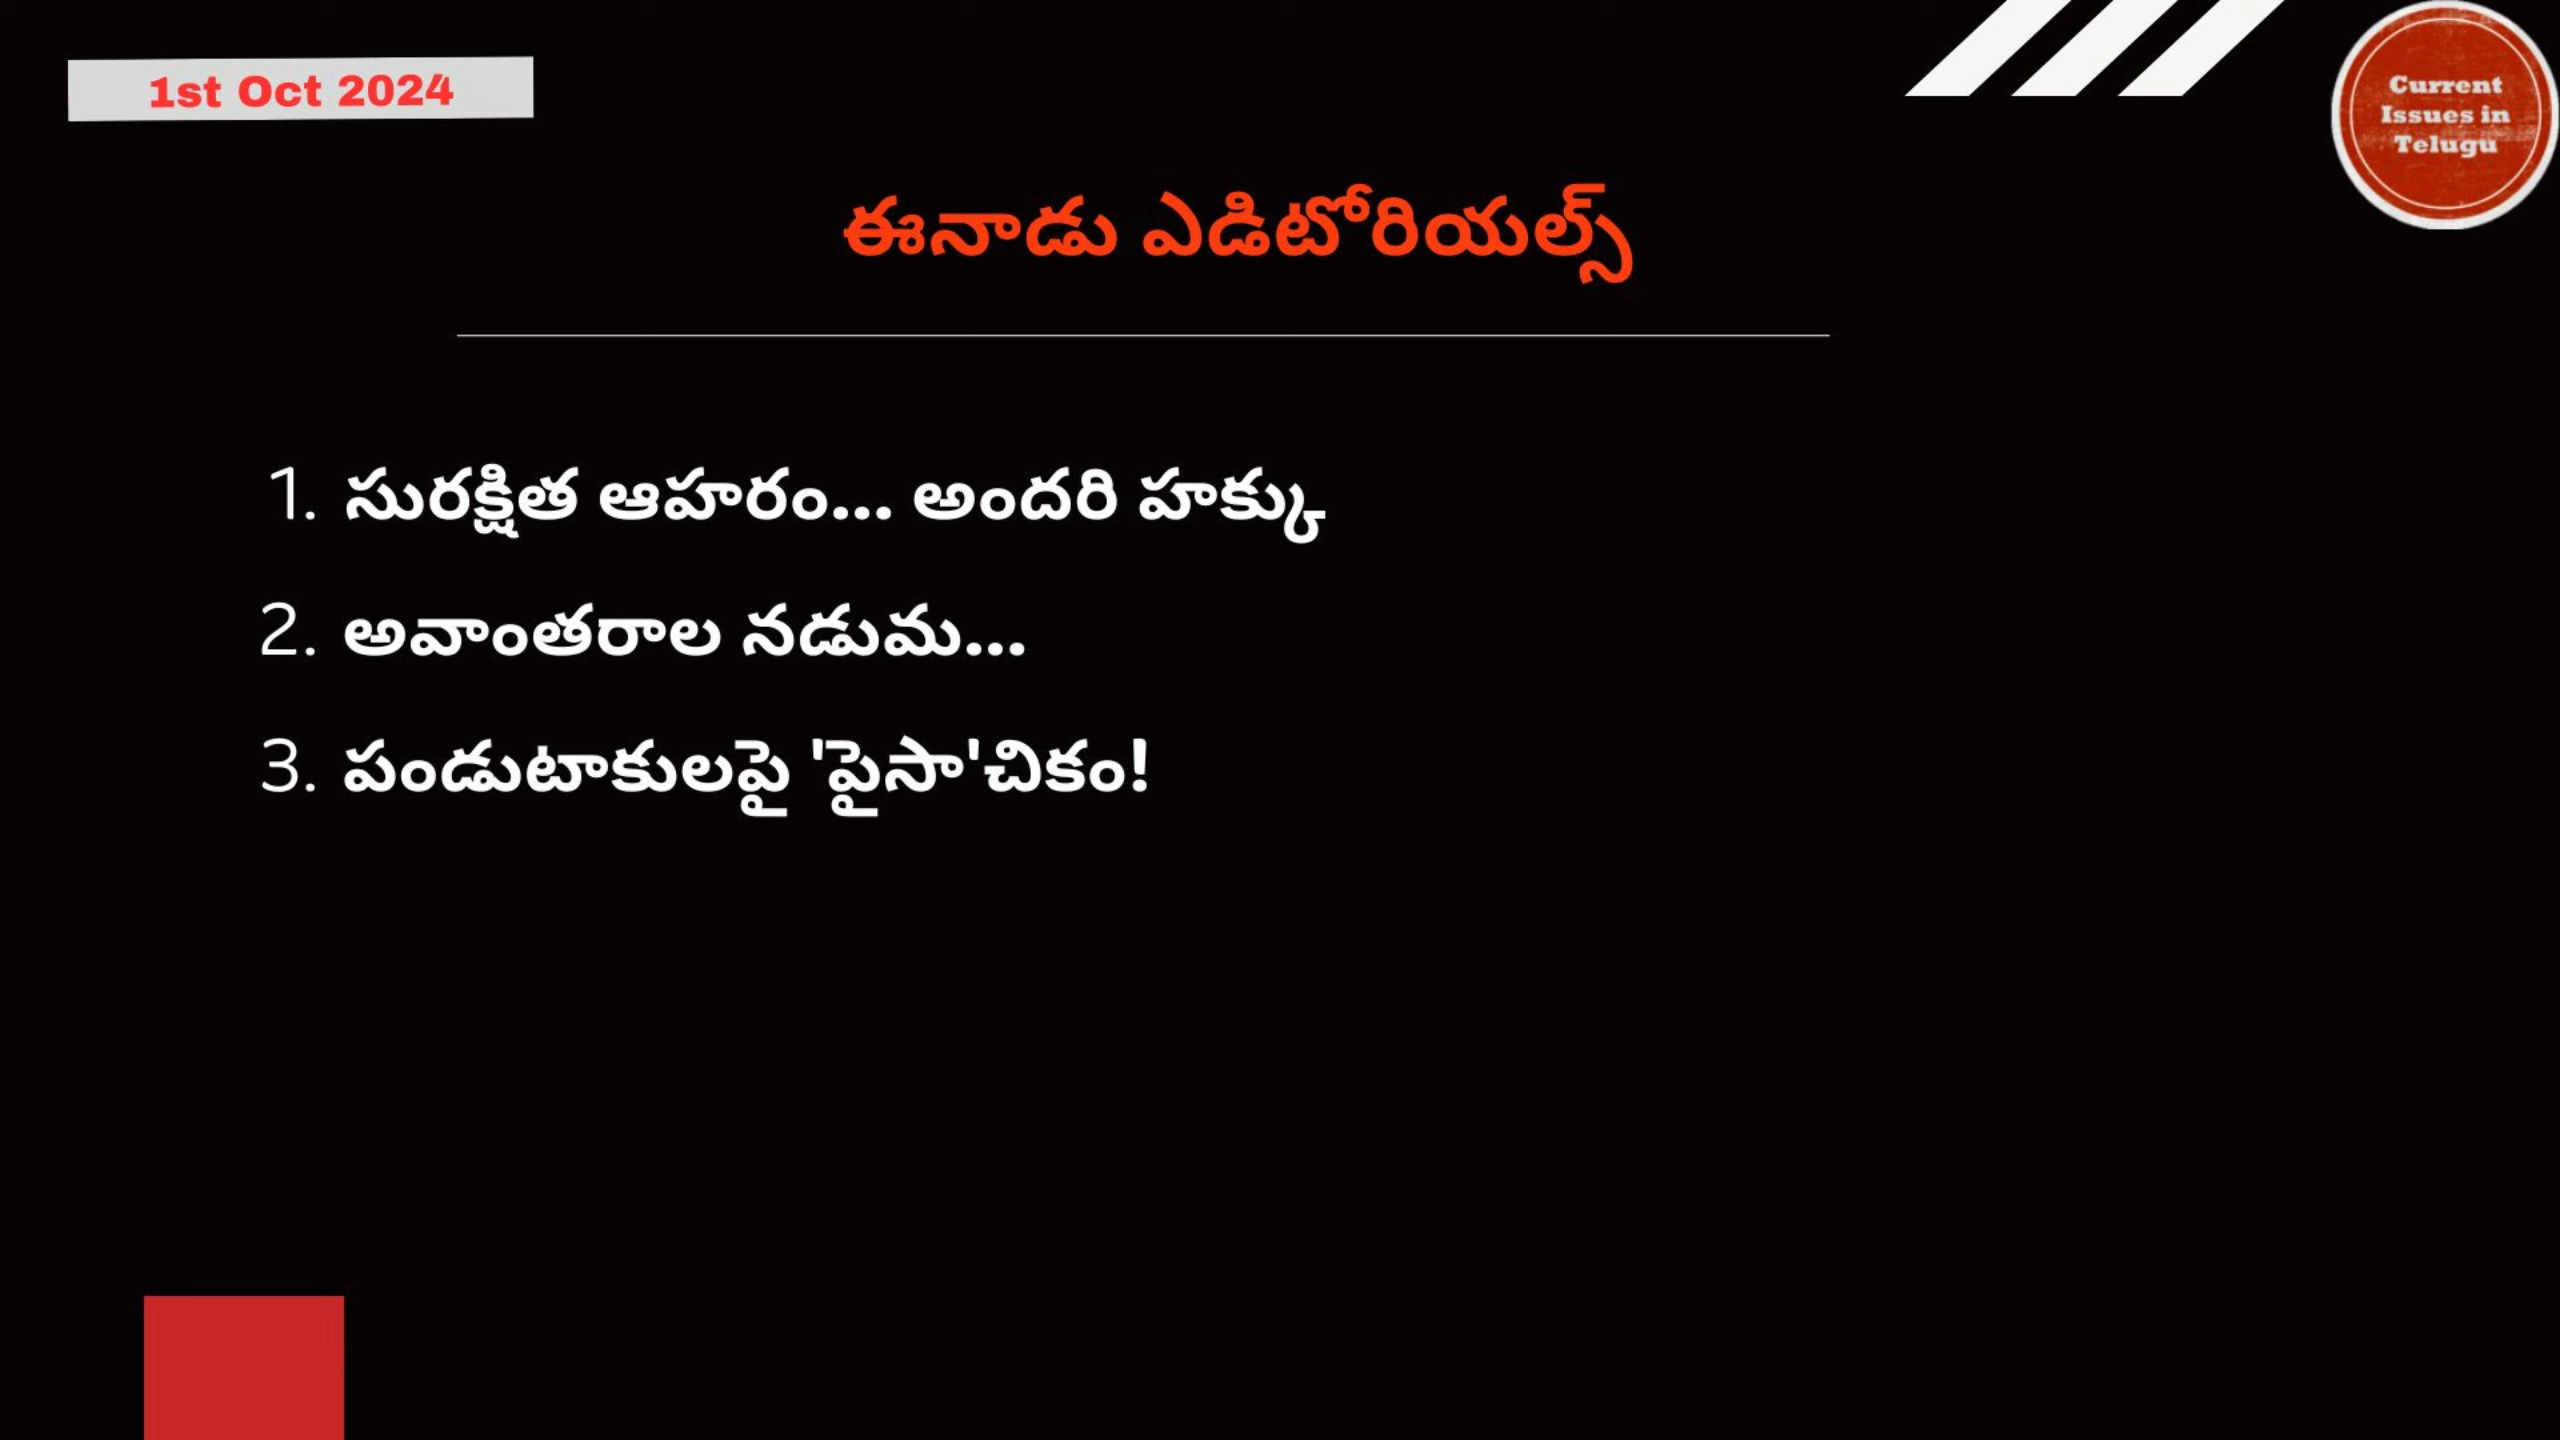 1st Oct 2024
Current
Issues in
Telugu
ఈనాడు ఎడిటోరియల్స్
1. సురక్షిత ఆహారం... అందరి హక్కు
2. అవాంతరాల నడుమ...
3. పండుటాకులపై 'పైసా'చికం!